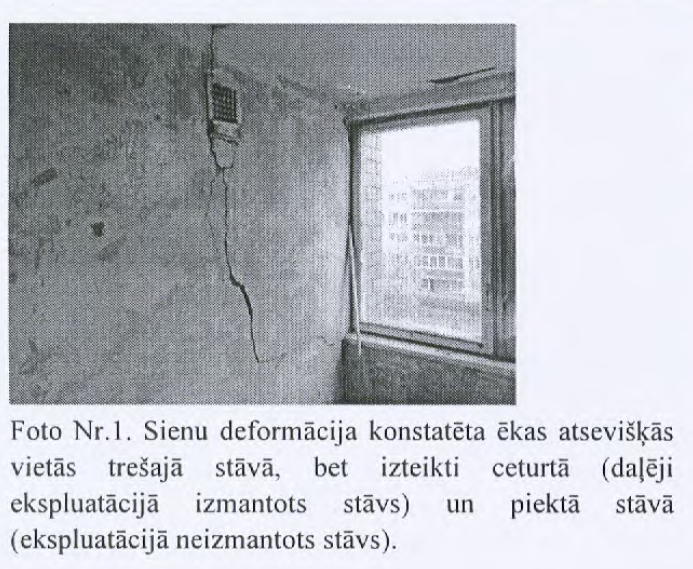 Foto Nr.1. Sienu deformācija konstatēta ēkas atsevišķās
vietās trešajā stāvā, bet izteikti ceturtā (daļēji
ekspluatācijā izmantots stāvs) un piektā stāvā
(ekspluatācijā neizmantots stāvs).